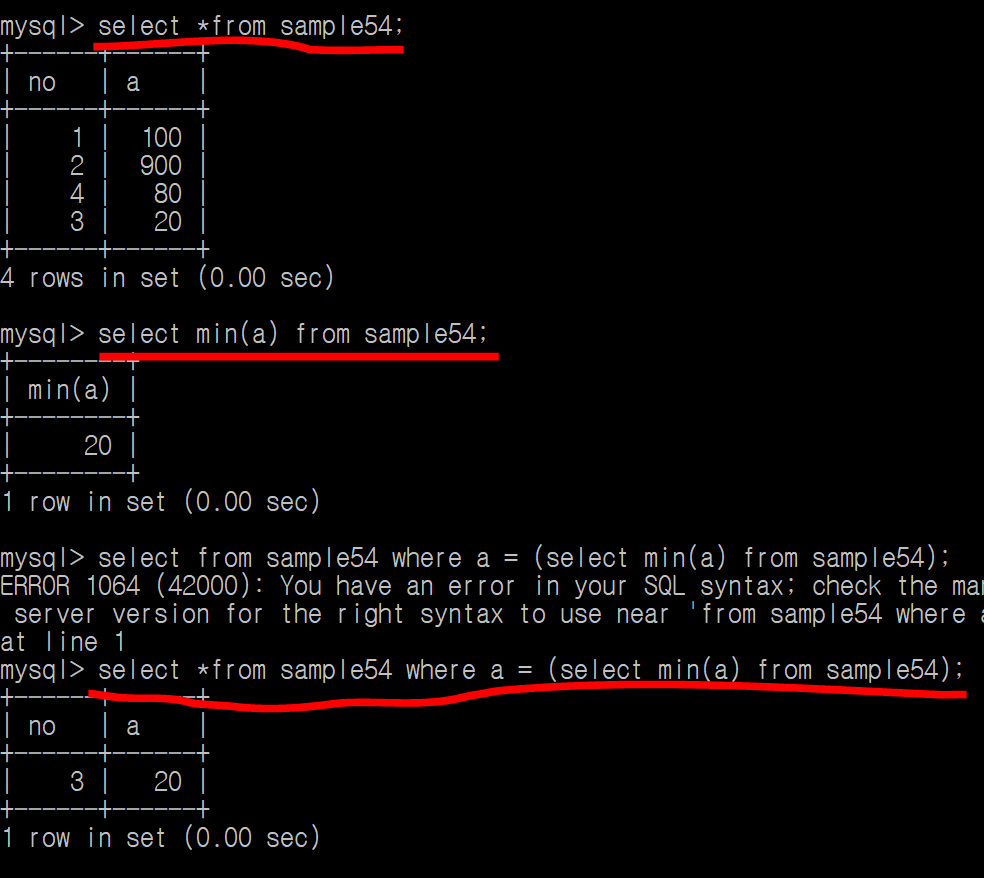 mysql> select *from sample54;
+------+------+
| no   | a    |
+------+------+
|    1 |  100 |
|    2 |  900 |
|    4 |   80 |
|    3 |   20 |
+------+------+
4 rows in set (0.00 sec)
mysql> select min(a) from sample54;
+--------+
| min(a) |
+--------+
|     20 |
+--------+
1 row in set (0.00 sec)
mysql> select from sample54 where a = (select min(a) from sample54);
ERROR 1064 (42000): You have an error in your SQL syntax; check the
server version for the right syntax to use near 'from sample54 where
at line 1
mysql> select *from sample54 where a = (select min(a) from sample54);
+------+------+
| no   | a    |
+------+------+
|    3 |   20 |
+------+------+
1 row in set (0.00 sec)